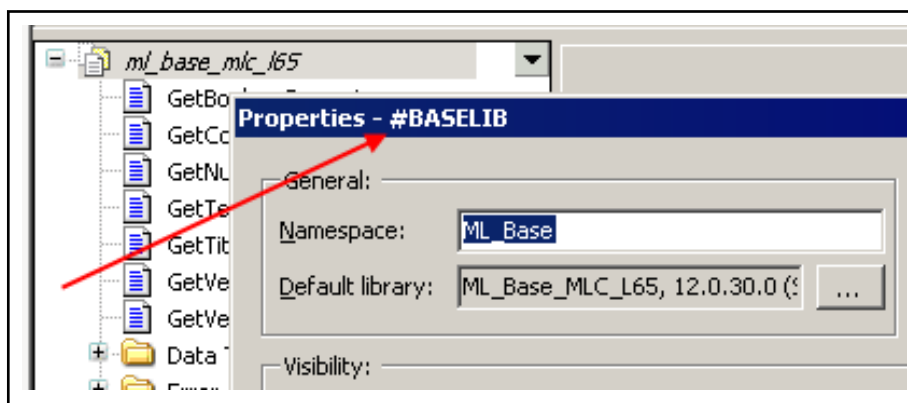 ml_base_mlc_l65
GetBo
Properties - #BASELIB
GetCo
GetNu
General:
GetTe
Namespace:
ML_Base
GetTit
Default library:
ML_Base_MLC_L65, 12.0.30.0 (S
...
GetVe
GetVe
Data T
Visibility: